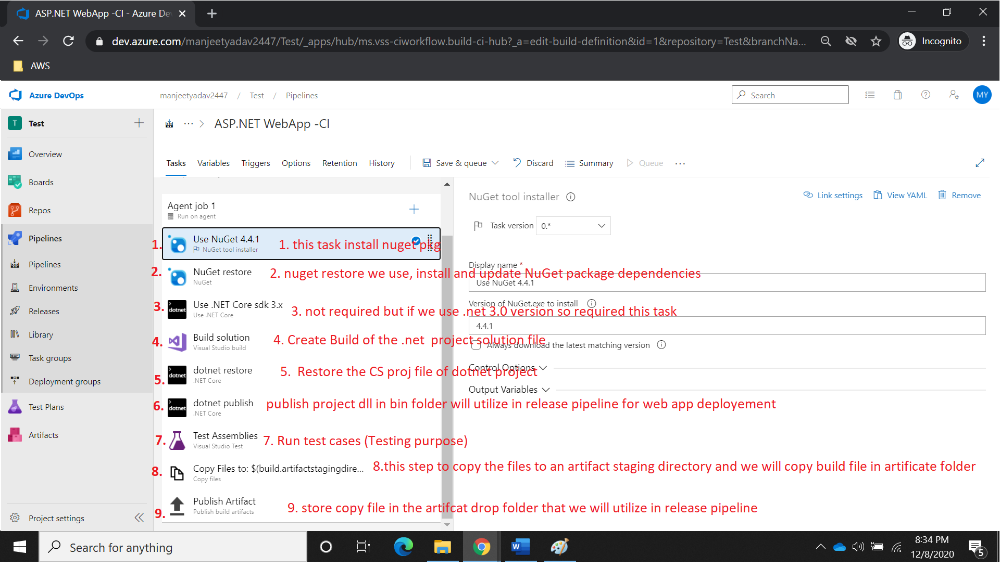 ASP.NET WebApp -CI - Azure De
dev.azure.com/manjeetyadav2447/Test/_apps/hub/ms.vss-ciworkflow.build-ci-hub?_a=edit-build-definition&id=1&repository=Test&branchNa...
Incognito
AWS
Azure DevOps
manjeetyadav2447 / Test / Pipelines
Search
MY
T Test
ASP.NET WebApp -CI
Overview
Boards
Repos
Pipelines
Pipelines
Environments
Releases
Library
Task groups
Deployment groups
Test Plans
Artifacts
Project settings
Tasks Variables Triggers Options Retention History Save & queue Discard Summary Queue ...
Agent job 1
Run on agent
1. Use NuGet 4.4.1
NuGet tool installer
1. this task install nuget pkg
2. NuGet restore
NuGet
2. nuget restore we use, install and update NuGet package dependencies
3. dotnet Use .NET Core sdk 3.x
Use .NET Core
3. not required but if we use .net 3.0 version so required this task
4. Build solution
Visual Studio build
4. Create Build of the .net project solution file
5. dotnet dotnet restore
.NET Core
5. Restore the CS proj file of dotnet project
6. dotnet dotnet publish
.NET Core
publish project dll in bin folder will utilize in release pipeline for web app deployement
7. Test Assemblies
Visual Studio Test
7. Run test cases (Testing purpose)
8. Copy Files to: $(build.artifactstagingdire...
Copy files
8.this step to copy the files to an artifact staging directory and we will copy build file in artificate folder
9. Publish Artifact
Publish build artifacts
9. store copy file in the artifcat drop folder that we will utilize in release pipeline
NuGet tool installer
Link settings View YAML Remove
Task version 0.*
Display name *
Use NuGet 4.4.1
Version of NuGet.exe to install
4.4.1
Always download the latest matching version
Control Options
Output Variables
Search for anything
W
8:34 PM
12/8/2020
5